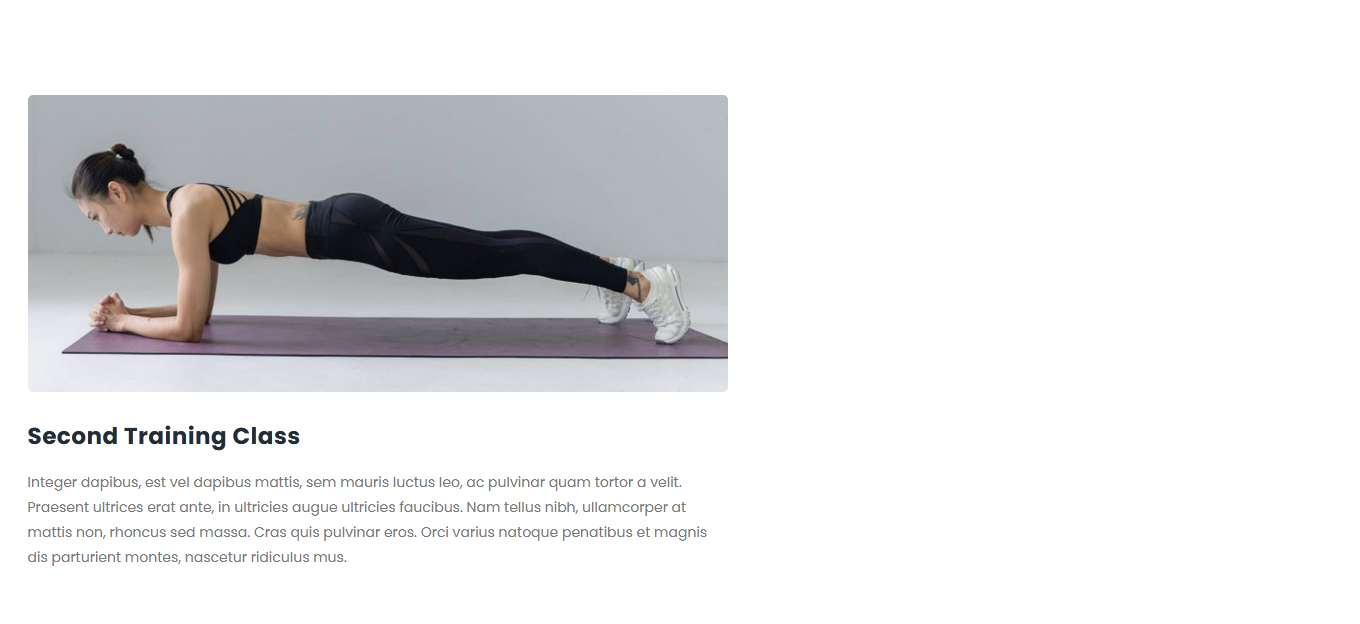 Second Training Class
Integer dapibus, est vel dapibus mattis, sem mauris luctus leo, ac pulvinar quam tortor a velit.
Praesent ultrices erat ante, in ultricies augue ultricies faucibus. Nam tellus nibh, ullamcorper at
mattis non, rhoncus sed massa. Cras quis pulvinar eros. Orci varius natoque penatibus et magnis
dis parturient montes, nascetur ridiculus mus.